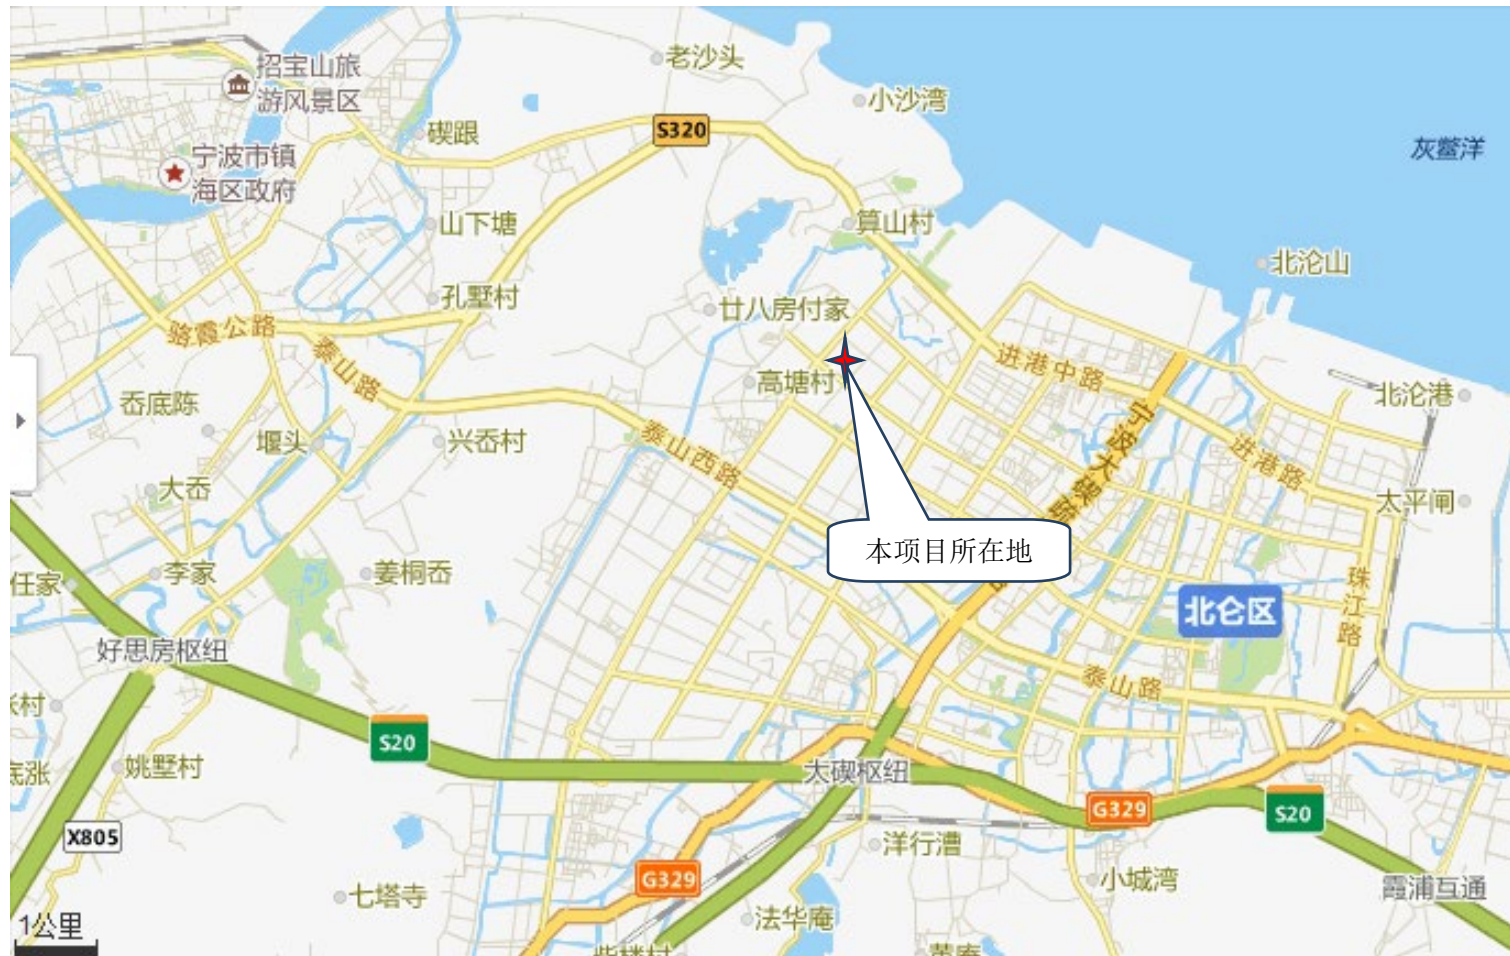 老沙头
招宝山旅
游风景区
小沙湾
S320
碶跟
灰鳖洋
宁波市镇
海区政府
山下塘
算山村
北沦山
孔墅村
廿八房付家
骆霞公路
泰山路
进港中路
高塘村
北沦港
岙底陈
宁波大碶
泰山西路
堰头
兴岙村
进港路
大岙
太平闸
本项目所在地
李家
姜桐岙
任家
珠江路
北仑区
好思房枢纽
泰山路
村
S20
姚墅村
底涨
大碶枢纽
G329
S20
X805
洋行漕
G329
小城湾
霞浦互通
七塔寺
法华庵
1公里